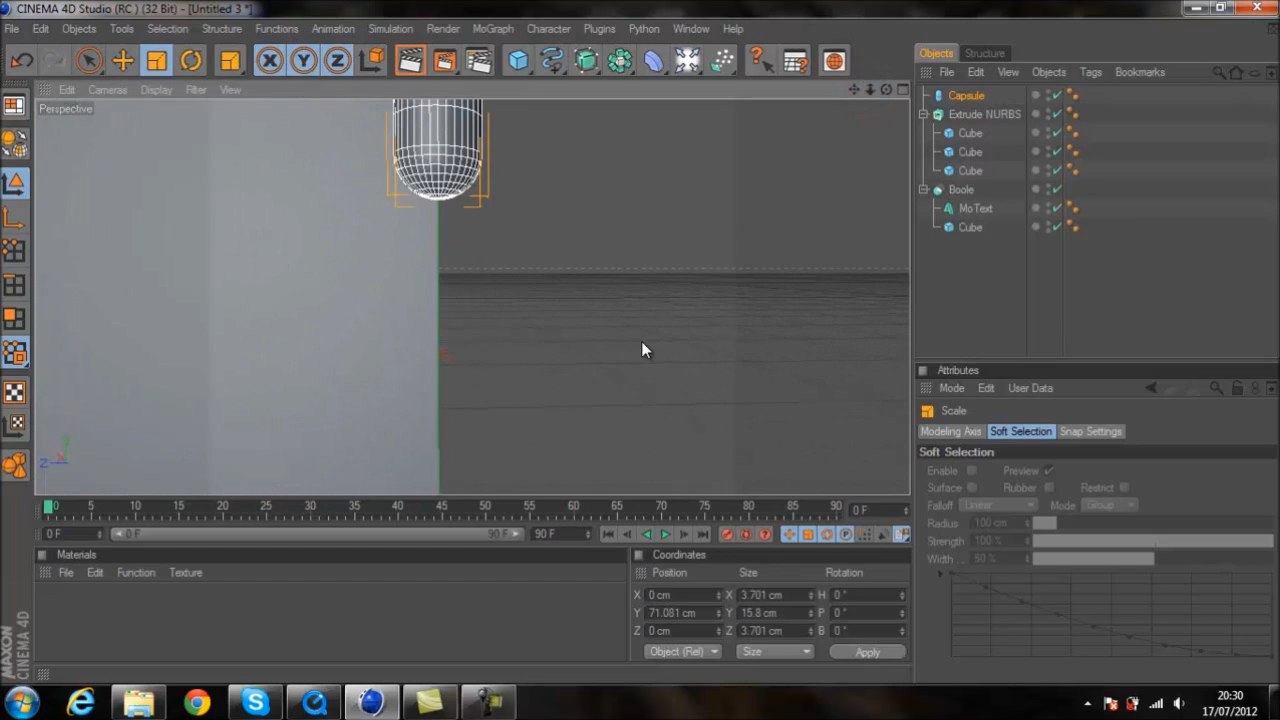 CINEMA 4D Studio (RC) (32 Bit) - [Untitled 3 *]
File Edit Objects Tools Selection Structure Functions Animation Simulation Render MoGraph Character Plugins Python Window Help
Objects Structure
File Edit View Objects Tags Bookmarks
Edit Cameras Display Filter View
Perspective
Capsule
Extrude NURBS
Cube
Cube
Cube
Boole
MoText
Cube
Z
Attributes
Mode Edit User Data
Scale
Modeling Axis Soft Selection Snap Settings
Soft Selection
Enable Preview
Surface Rubber Restrict
Falloff Linear Mode Group
Radius 100 cm
Strength 100 %
Width . . 50 %
0 5 10 15 20 25 30 35 40 45 50 55 60 65 70 75 80 85 90 0 F
0 F 0 F 90 F 90 F
Materials
File Edit Function Texture
Coordinates
Position Size Rotation
X 0 cm X 3.701 cm H 0 °
Y 71.081 cm Y 15.8 cm P 0 °
Z 0 cm Z 3.701 cm B 0 °
Object (Rel) Size Apply
MAXON
CINEMA 4D
20:30
17/07/2012